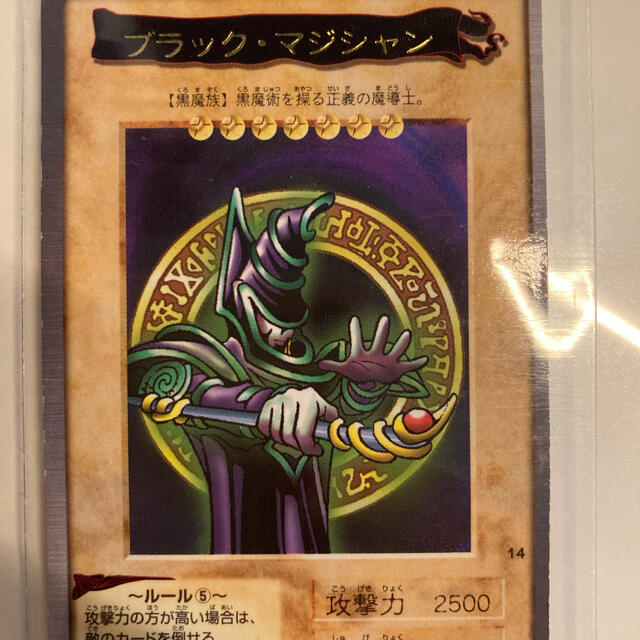 ブラック・マジシャン
【黒魔族】黒魔術を操る正義の魔導士。
14
〜ルール⑤〜
攻撃力の方が高い場合は、
敵のカードを倒せる
攻撃力 2500